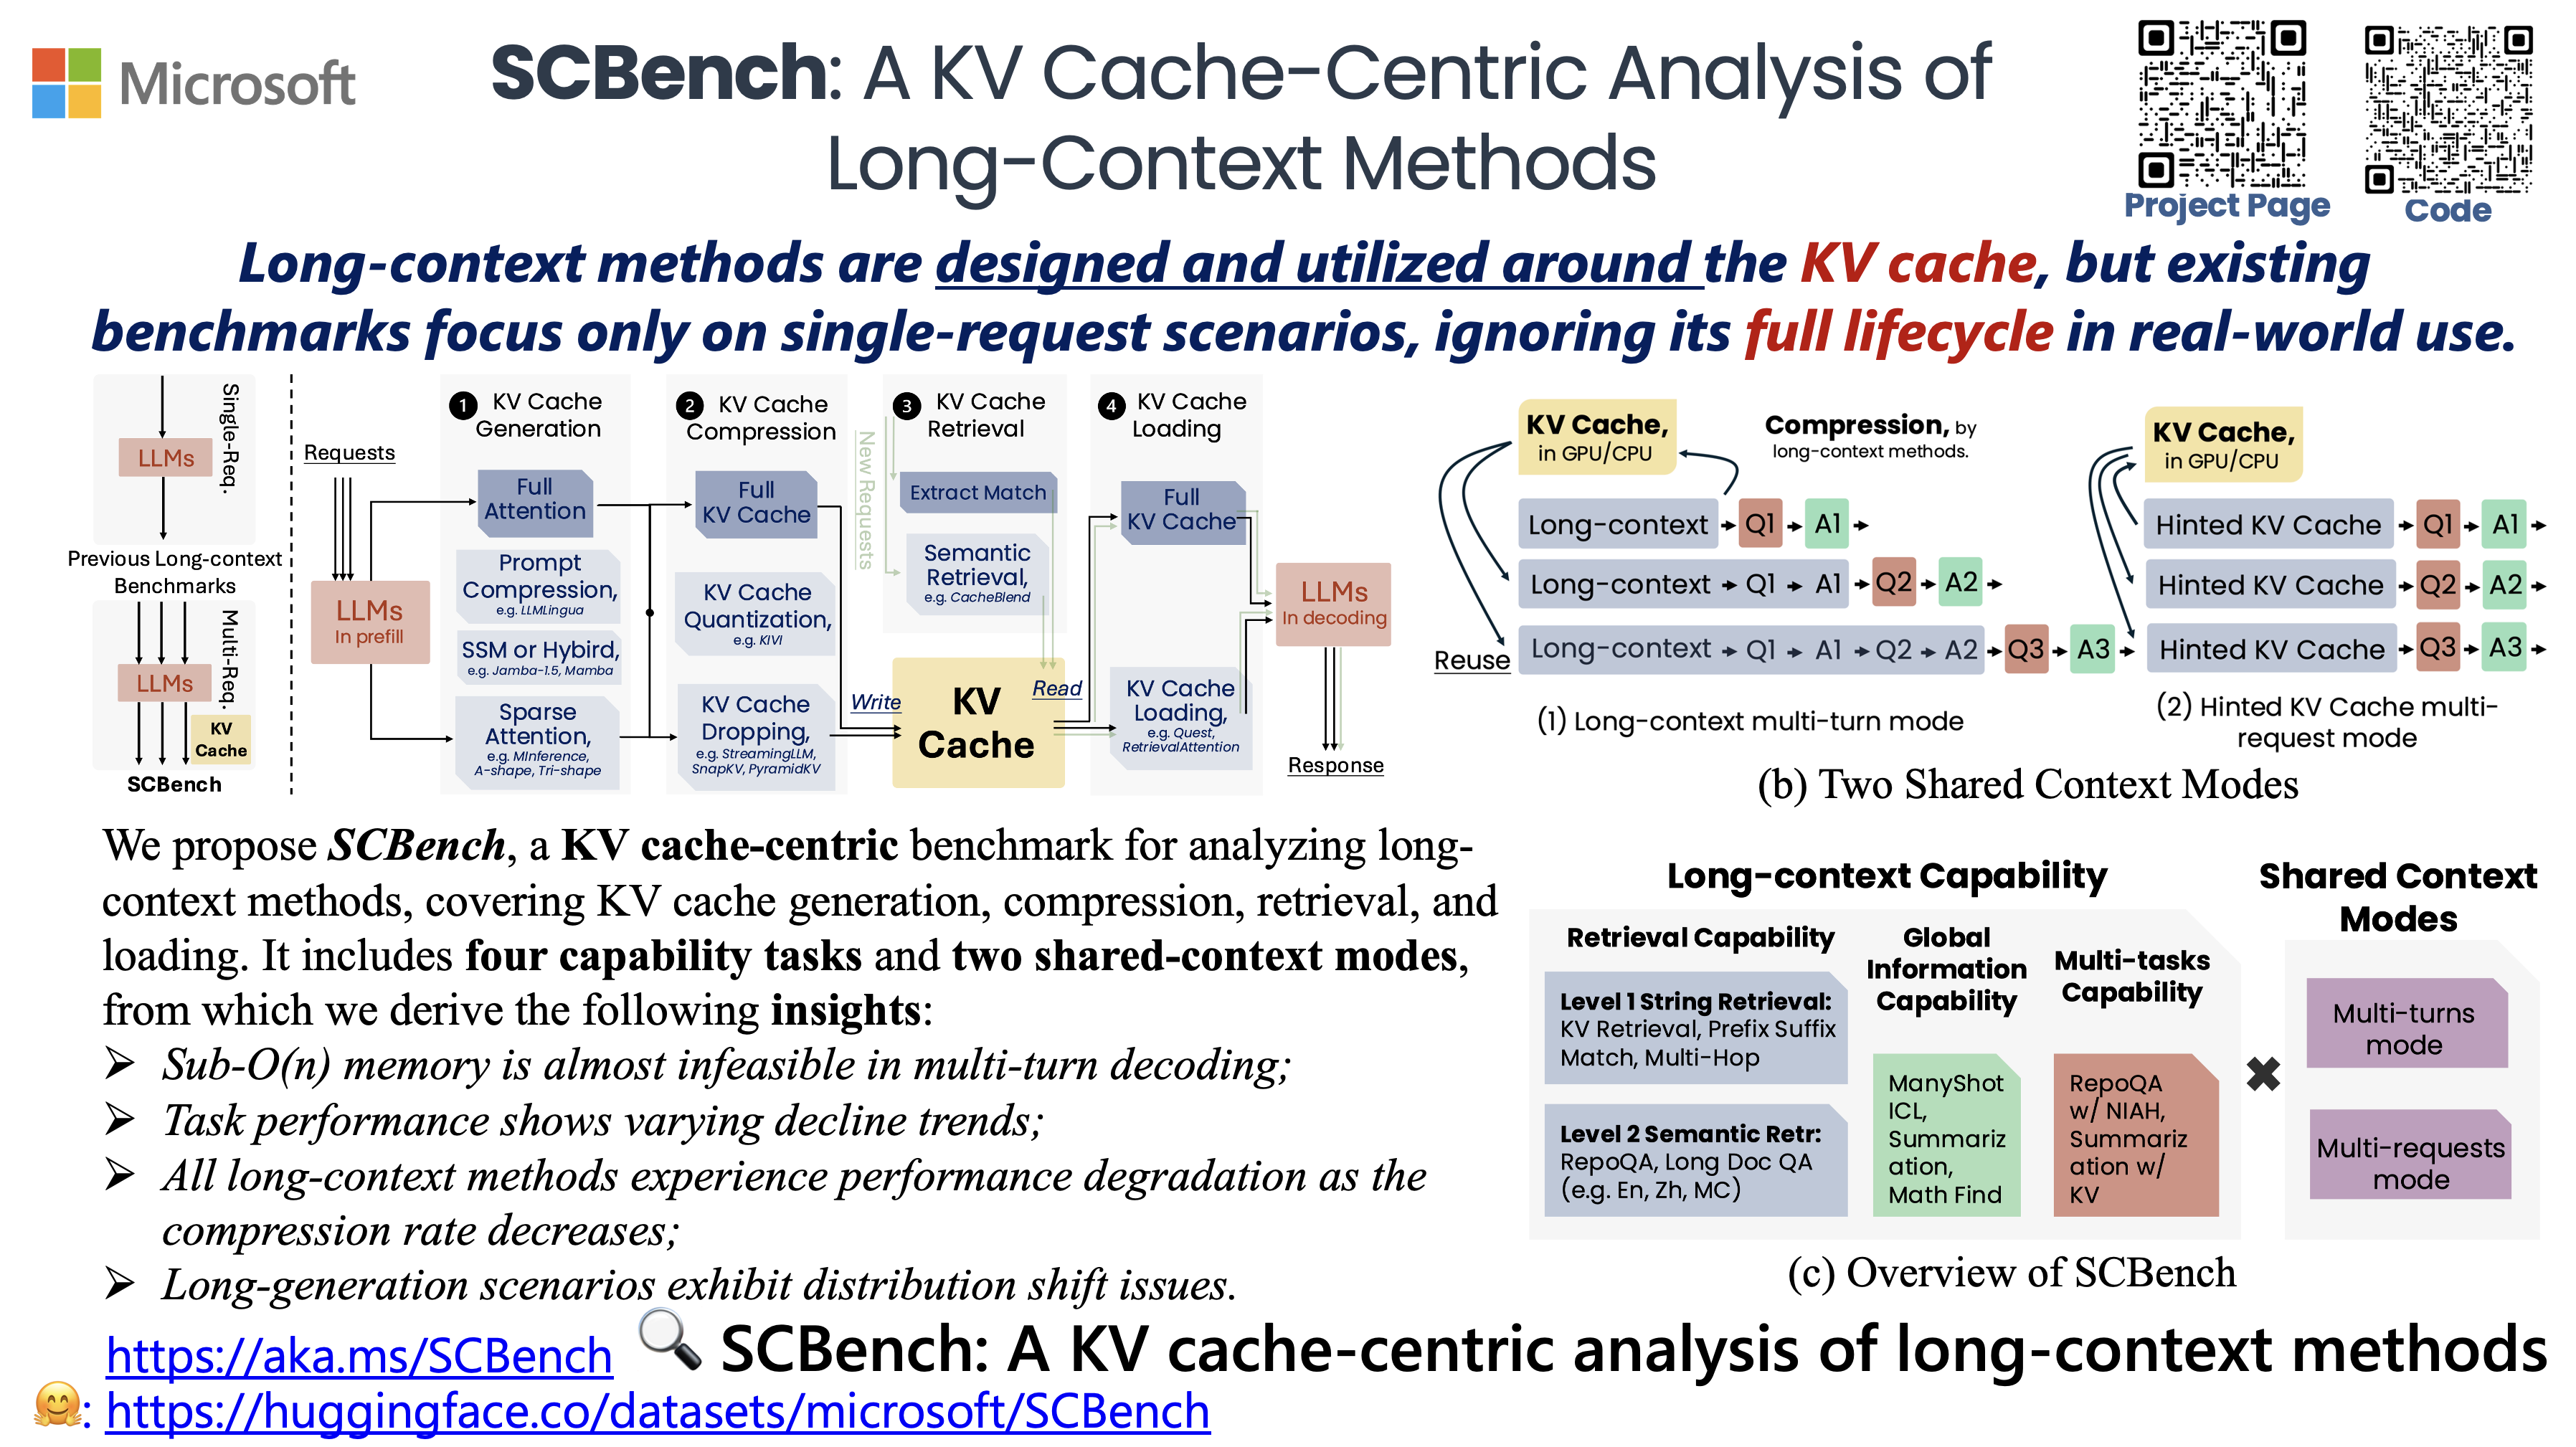 Microsoft
SCBench: A KV Cache-Centric Analysis of
Long-Context Methods
Project Page
Code
Long-context methods are designed and utilized around the KV cache, but existing
benchmarks focus only on single-request scenarios, ignoring its full lifecycle in real-world use.
Single-Req.
LLMs
Previous Long-context
Benchmarks
Multi-Req.
LLMs
KV
Cache
SCBench
Requests
LLMs
In prefill
1 KV Cache
Generation
Full
Attention
Prompt
Compression,
e.g. LLMLingua
SSM or Hybird,
e.g. Jamba-1.5, Mamba
Sparse
Attention,
e.g. MInference,
A-shape, Tri-shape
2 KV Cache
Compression
Full
KV Cache
KV Cache
Quantization,
e.g. KIVI
KV Cache
Dropping,
e.g. StreamingLLM,
SnapKV, PyramidKV
Write
New Requests
3 KV Cache
Retrieval
Extract Match
Semantic
Retrieval,
e.g. CacheBlend
KV
Cache
Read
4 KV Cache
Loading
Full
KV Cache
KV Cache
Loading,
e.g. Quest,
RetrievalAttention
LLMs
In decoding
Response
KV Cache,
in GPU/CPU
Compression, by
long-context methods.
Long-context Q1 A1
Long-context Q1 A1 Q2 A2
Long-context Q1 A1 Q2 A2 Q3 A3
Reuse
(1) Long-context multi-turn mode
KV Cache,
in GPU/CPU
Hinted KV Cache Q1 A1
Hinted KV Cache Q2 A2
Hinted KV Cache Q3 A3
(2) Hinted KV Cache multi-
request mode
(b) Two Shared Context Modes
We propose SCBench, a KV cache-centric benchmark for analyzing long-
context methods, covering KV cache generation, compression, retrieval, and
loading. It includes four capability tasks and two shared-context modes,
from which we derive the following insights:
➢ Sub-O(n) memory is almost infeasible in multi-turn decoding;
➢ Task performance shows varying decline trends;
➢ All long-context methods experience performance degradation as the
compression rate decreases;
➢ Long-generation scenarios exhibit distribution shift issues.
Long-context Capability
Retrieval Capability
Level 1 String Retrieval:
KV Retrieval, Prefix Suffix
Match, Multi-Hop
Level 2 Semantic Retr:
RepoQA, Long Doc QA
(e.g. En, Zh, MC)
Global
Information
Capability
ManyShot
ICL,
Summariz
ation,
Math Find
Multi-tasks
Capability
RepoQA
w/ NIAH,
Summariz
ation w/
KV
✖
Shared Context
Modes
Multi-turns
mode
Multi-requests
mode
(c) Overview of SCBench
https://aka.ms/SCBench 🔍 SCBench: A KV cache-centric analysis of long-context methods
🤗: https://huggingface.co/datasets/microsoft/SCBench